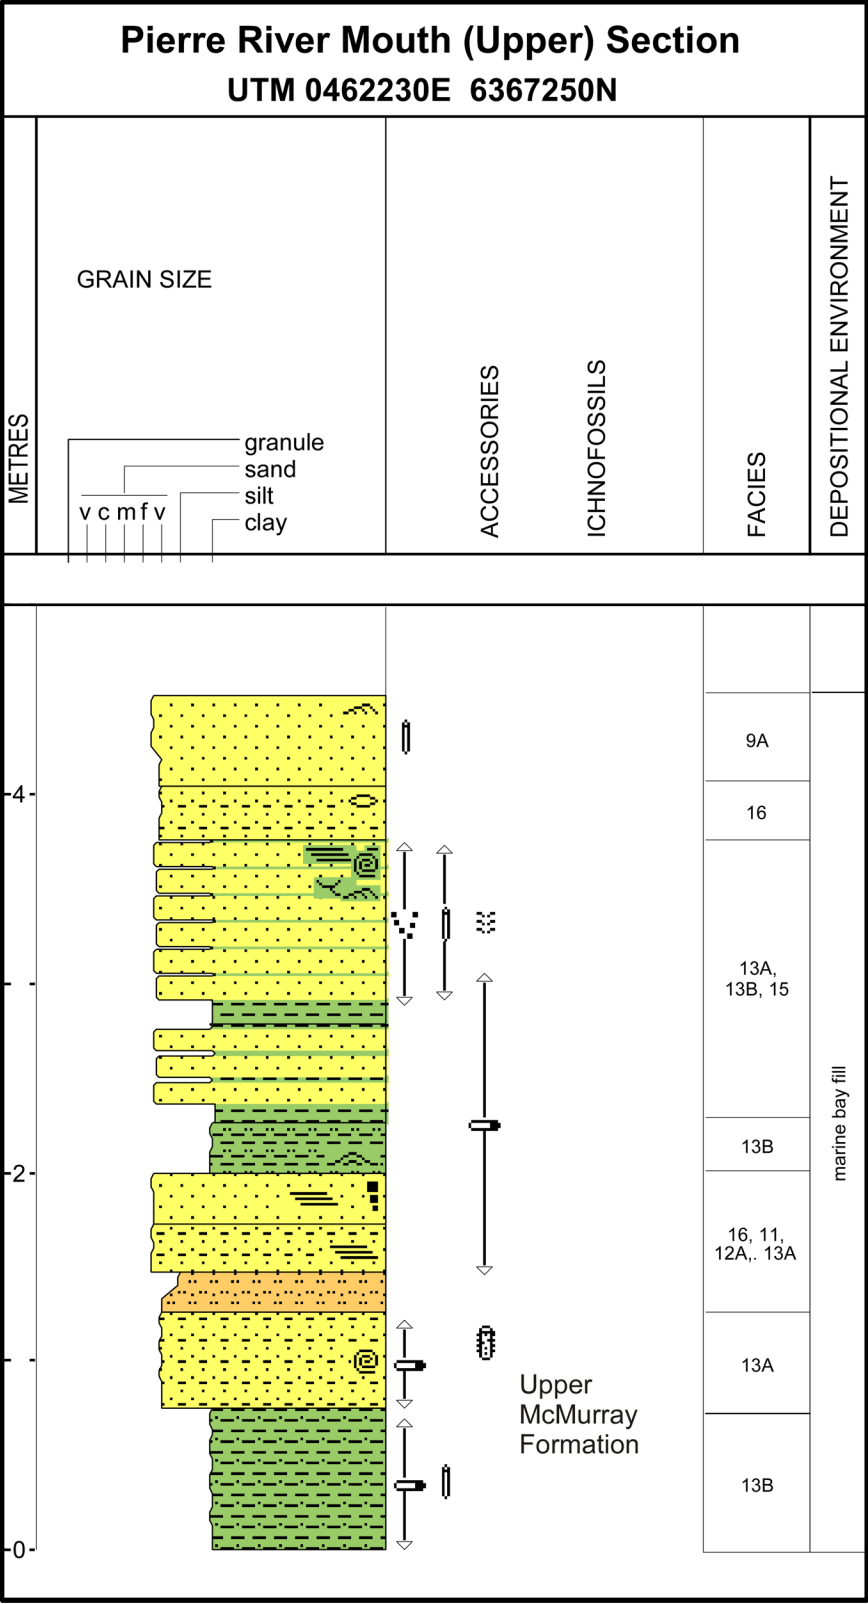 Pierre River Mouth (Upper) Section
UTM 0462230E 6367250N
METRES
GRAIN SIZE
granule
sand
silt
clay
v c m f v
ACCESSORIES
ICHNOFOSSILS
FACIES
DEPOSITIONAL ENVIRONMENT
9A
4
16
13A,
13B, 15
marine bay fill
13B
2
16, 11,
12A,. 13A
13A
Upper
McMurray
Formation
13B
0